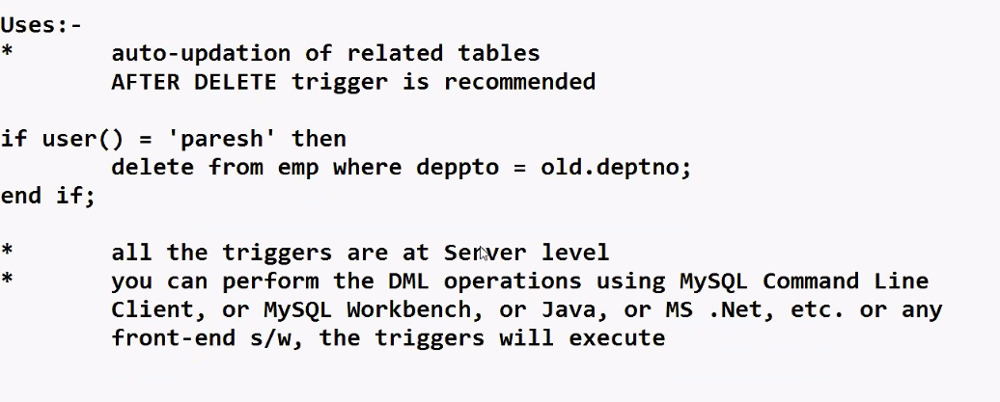 Uses:-
* auto-updation of related tables
AFTER DELETE trigger is recommended
if user() = 'paresh' then
delete from emp where deppto = old.deptno;
end if;
* all the triggers are at Server level
* you can perform the DML operations using MySQL Command Line
Client, or MySQL Workbench, or Java, or MS .Net, etc. or any
front-end s/w, the triggers will execute